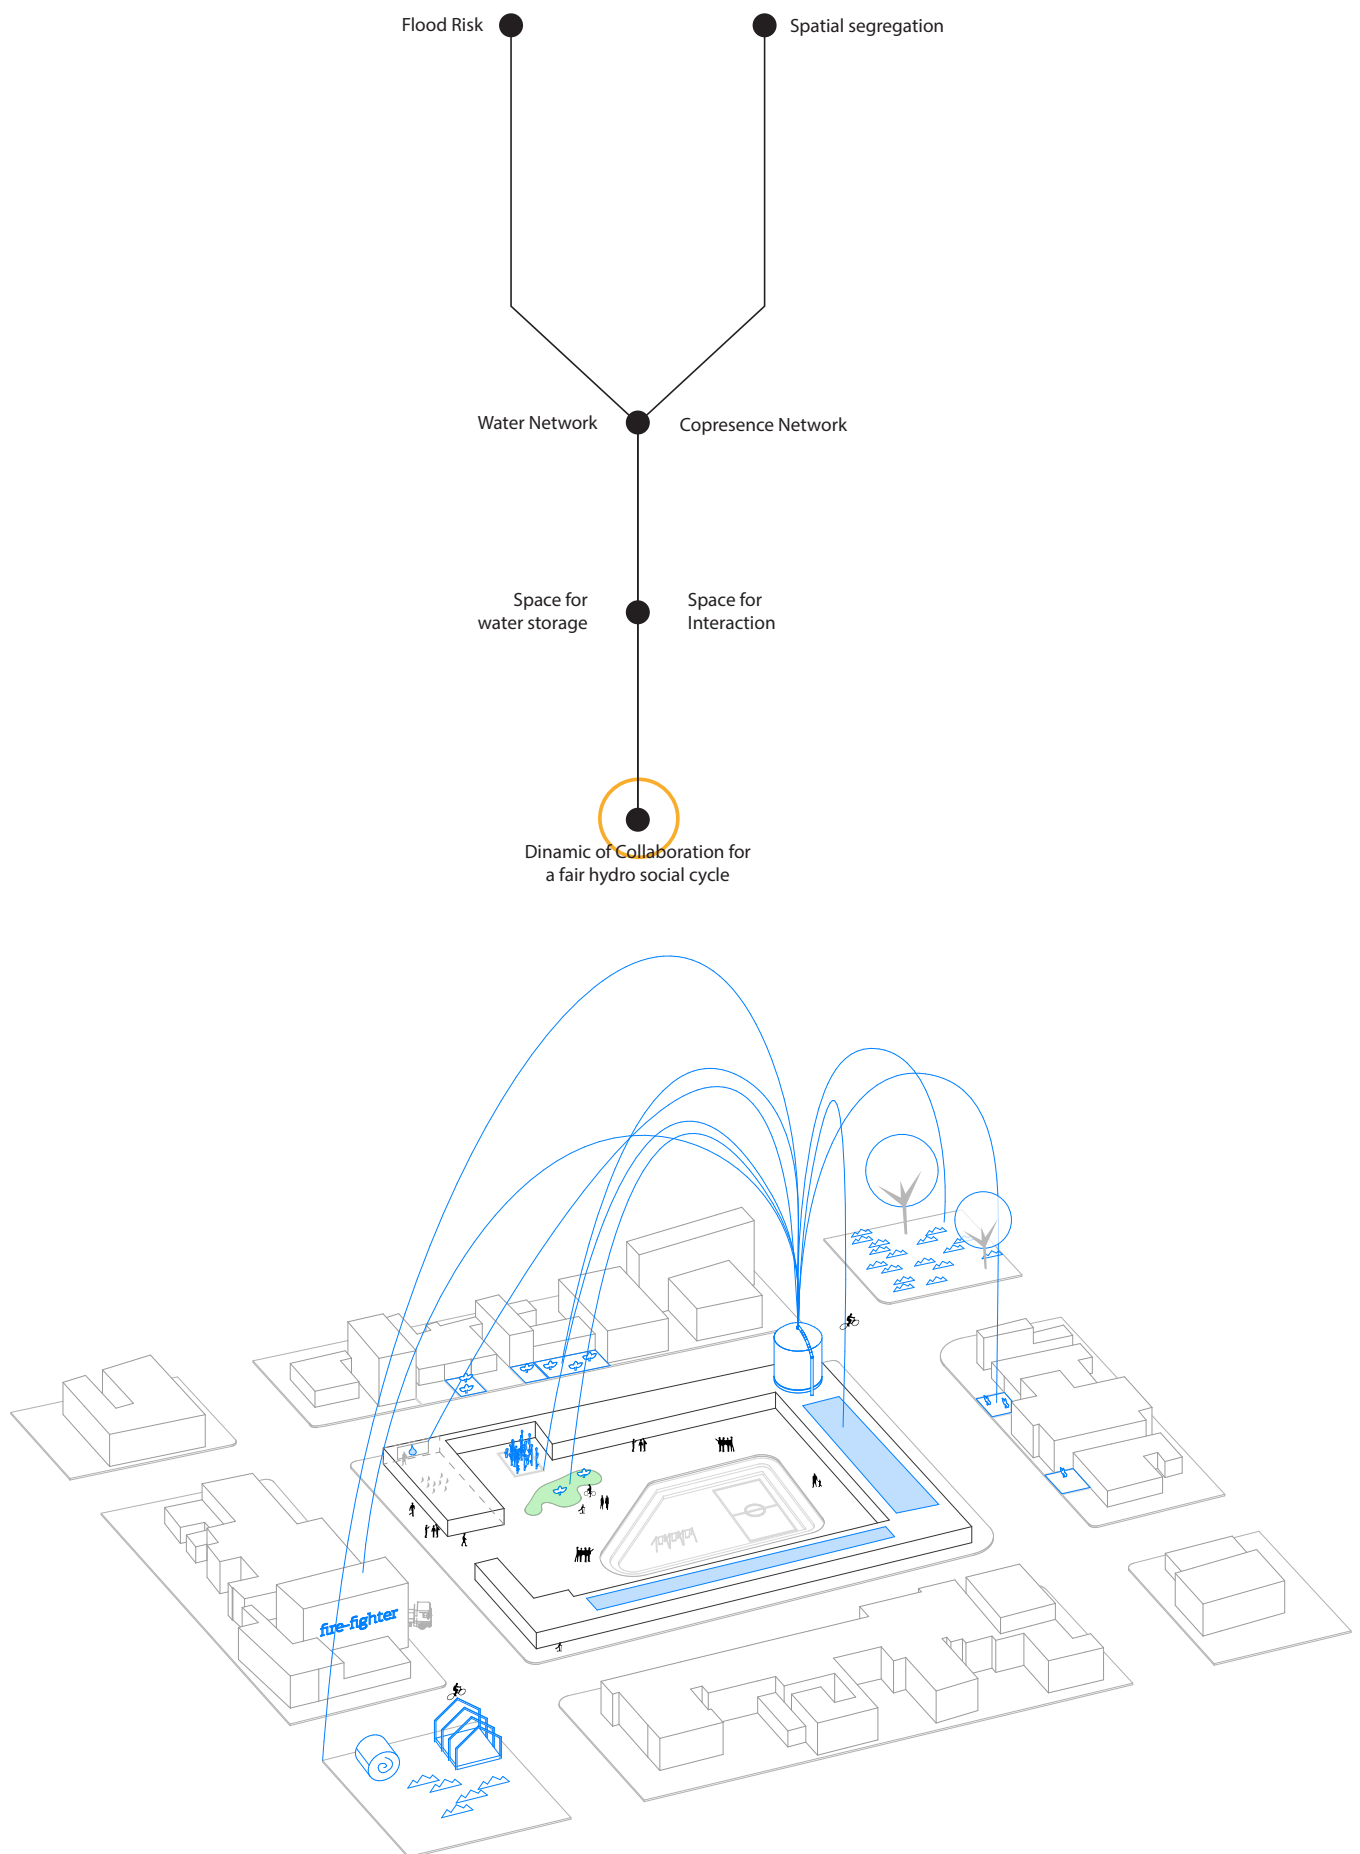 Flood Risk
Spatial segregation
Water Network
Copresence Network
Space for
water storage
Space for
Interaction
Dinamic of Collaboration for
a fair hydro social cycle
fire-fighter